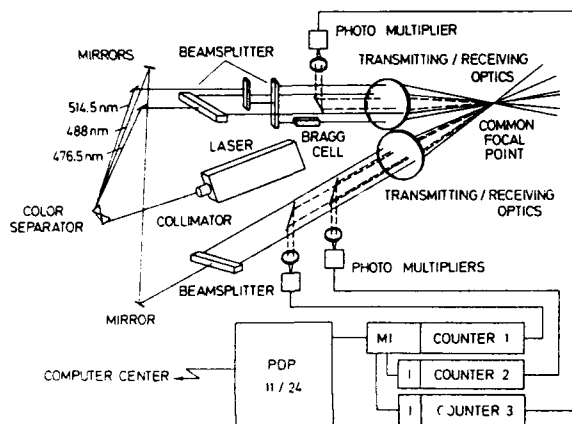 PHOTO MULTIPLIER
MIRRORS
BEAMSPLITTER
TRANSMITTING / RECEIVING
OPTICS
514.5 nm
488 nm
476.5 nm
BRAGG
CELL
COMMON
FOCAL
POINT
LASER
COLOR
SEPARATOR
COLLIMATOR
TRANSMITTING / RECEIVING
OPTICS
BEAMSPLITTER
PHOTO MULTIPLIERS
MIRROR
PDP
11 / 24
MI
COUNTER 1
I
COUNTER 2
I
COUNTER 3
COMPUTER CENTER